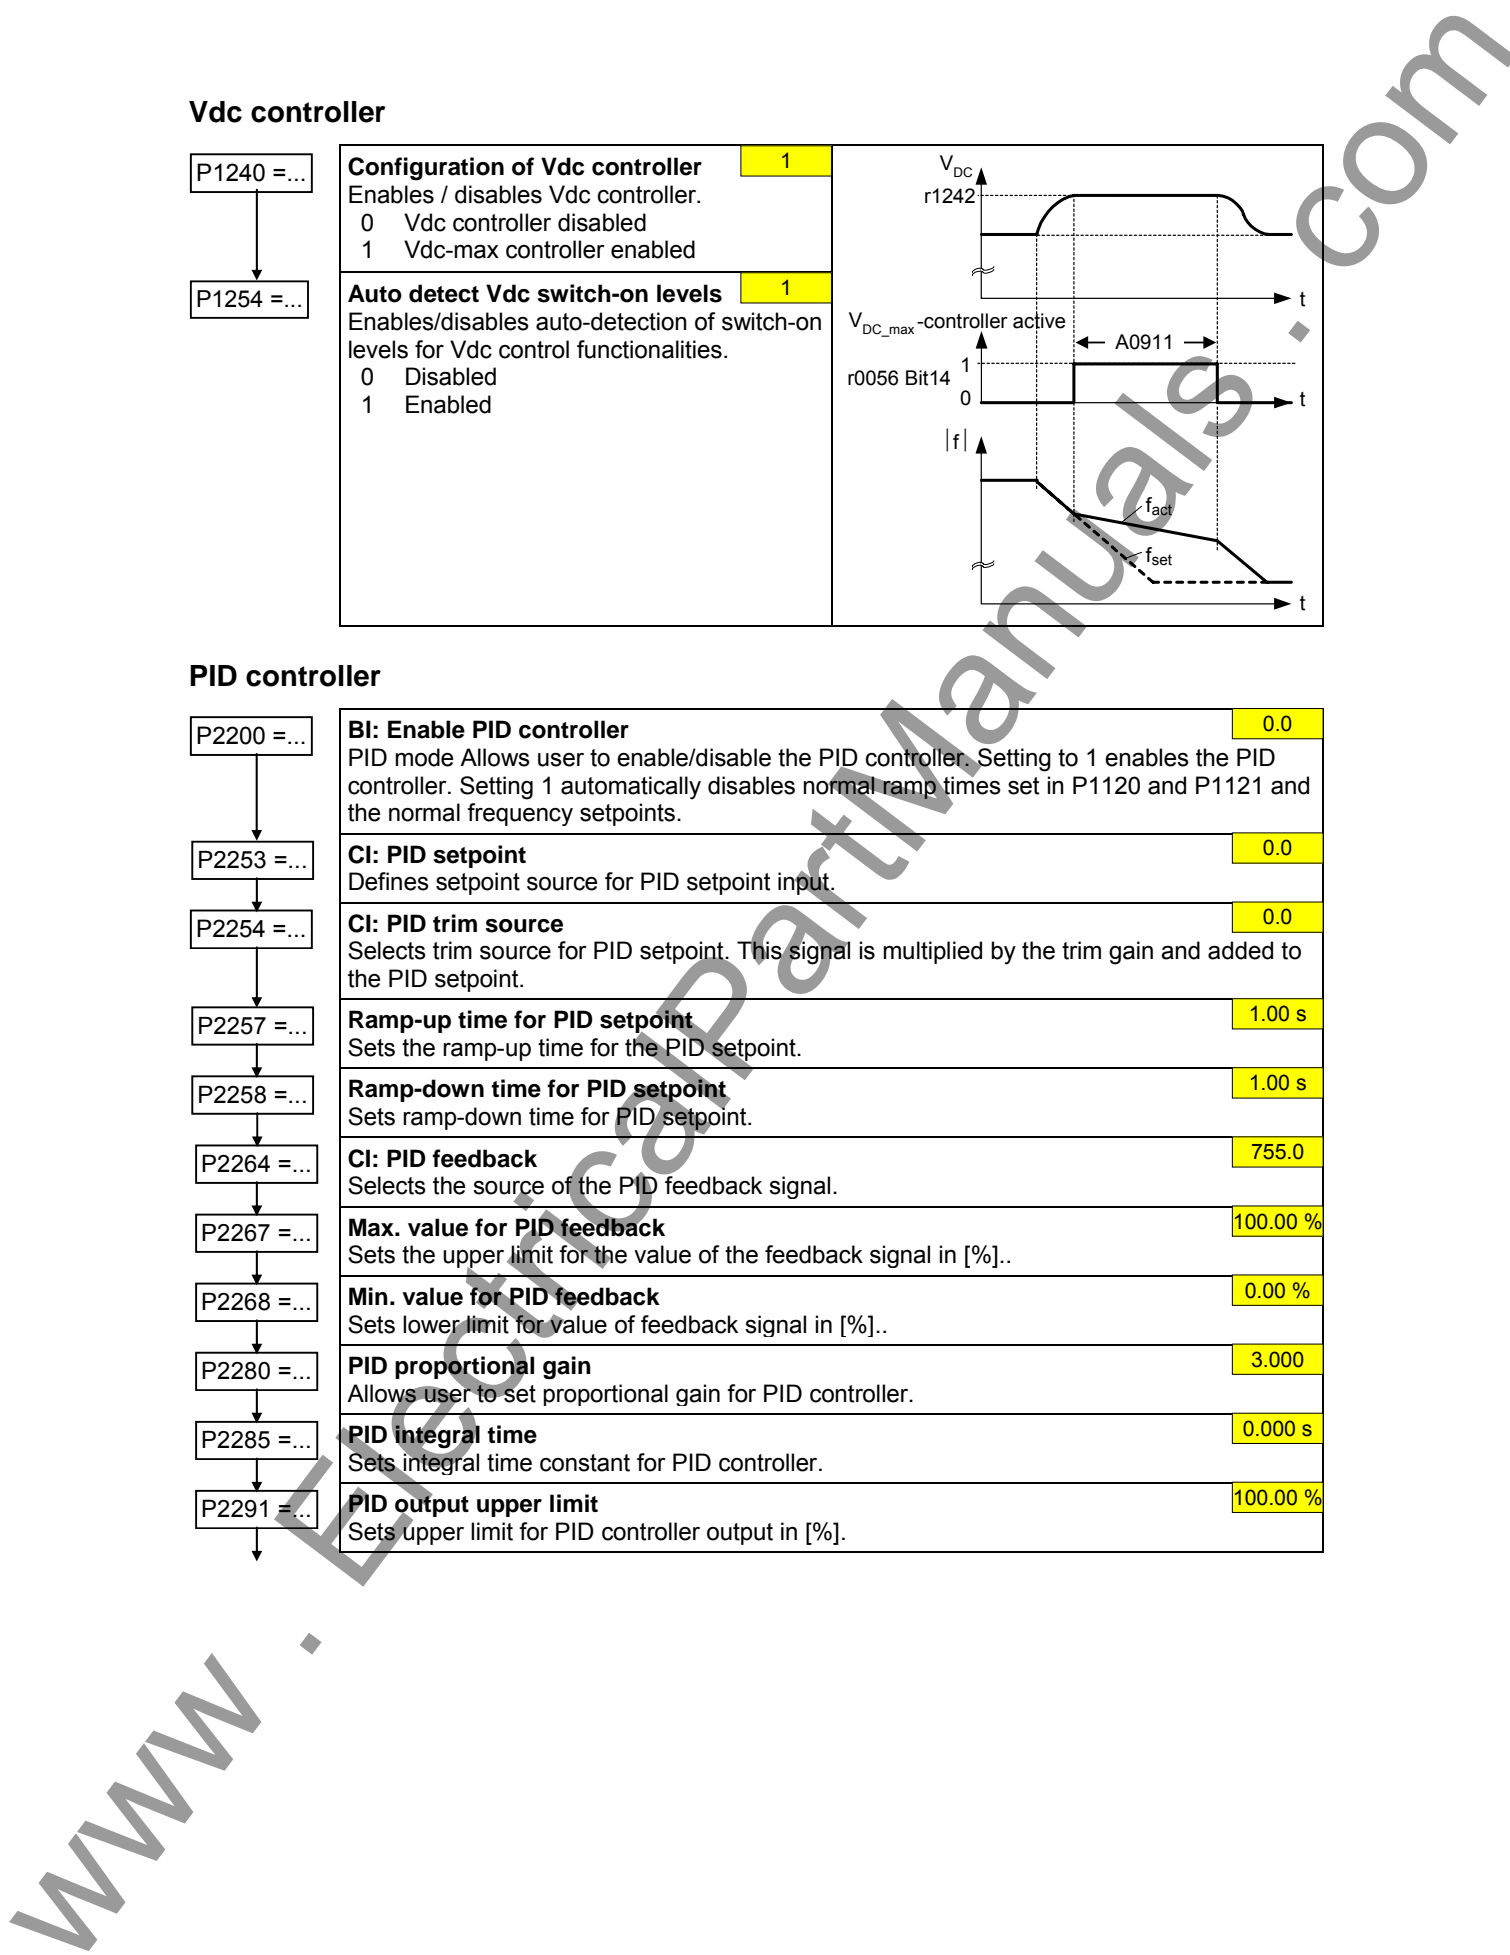 Vdc controller
P1240 =...
Configuration of Vdc controller
1
Enables / disables Vdc controller.
0 Vdc controller disabled
1 Vdc-max controller enabled
P1254 =...
Auto detect Vdc switch-on levels
1
Enables/disables auto-detection of switch-on
levels for Vdc control functionalities.
0 Disabled
1 Enabled
VDC
r1242
t
VDC_max-controller active
A0911
1
r0056 Bit14
0
t
|f|
fact
fset
t
PID controller
P2200 =...
BI: Enable PID controller
0.0
PID mode Allows user to enable/disable the PID controller. Setting to 1 enables the PID
controller. Setting 1 automatically disables normal ramp times set in P1120 and P1121 and
the normal frequency setpoints.
P2253 =...
CI: PID setpoint
0.0
Defines setpoint source for PID setpoint input.
P2254 =...
CI: PID trim source
0.0
Selects trim source for PID setpoint. This signal is multiplied by the trim gain and added to
the PID setpoint.
P2257 =...
Ramp-up time for PID setpoint
1.00 s
Sets the ramp-up time for the PID setpoint.
P2258 =...
Ramp-down time for PID setpoint
1.00 s
Sets ramp-down time for PID setpoint.
P2264 =...
CI: PID feedback
755.0
Selects the source of the PID feedback signal.
P2267 =...
Max. value for PID feedback
100.00 %
Sets the upper limit for the value of the feedback signal in [%]..
P2268 =...
Min. value for PID feedback
0.00 %
Sets lower limit for value of feedback signal in [%]..
P2280 =...
PID proportional gain
3.000
Allows user to set proportional gain for PID controller.
P2285 =...
PID integral time
0.000 s
Sets integral time constant for PID controller.
P2291 =...
PID output upper limit
100.00 %
Sets upper limit for PID controller output in [%].
www . ElectricalPartManuals . com